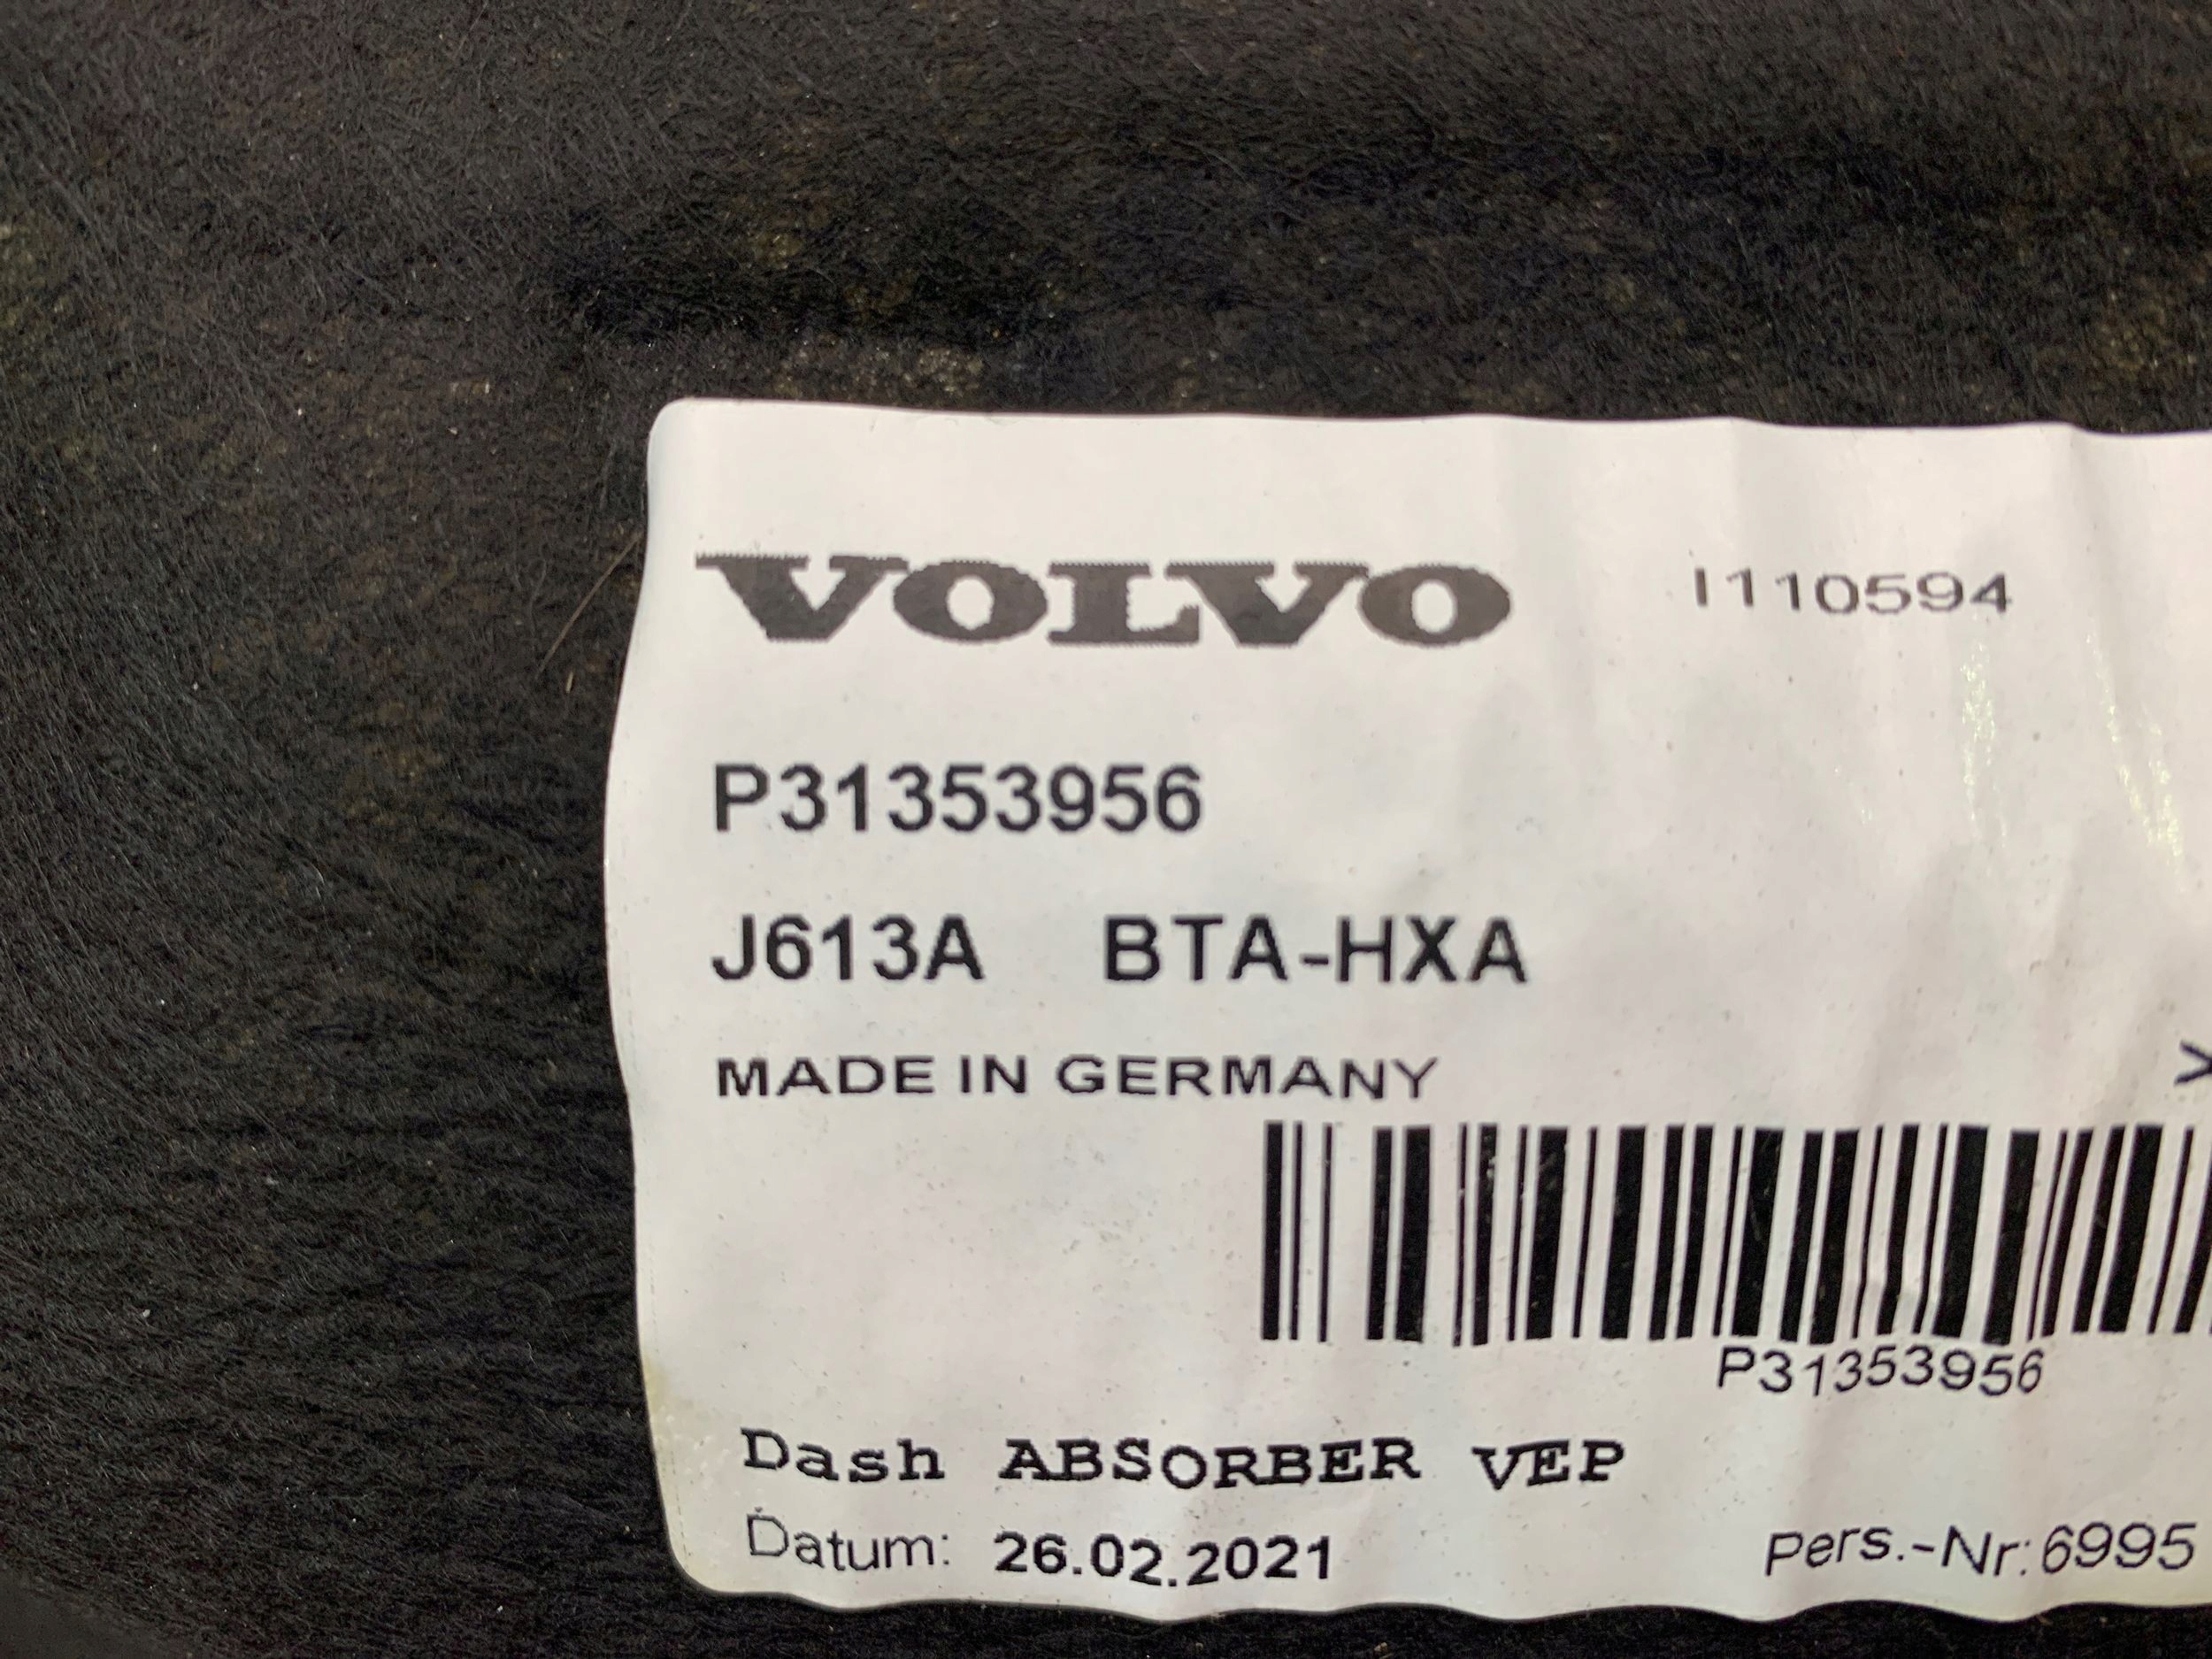 VOLVO I110594
P31353956
J613A BTA-HXA
MADE IN GERMANY
P31353956
Dash ABSORBER VEP
Datum: 26.02.2021 Pers.-Nr:6995